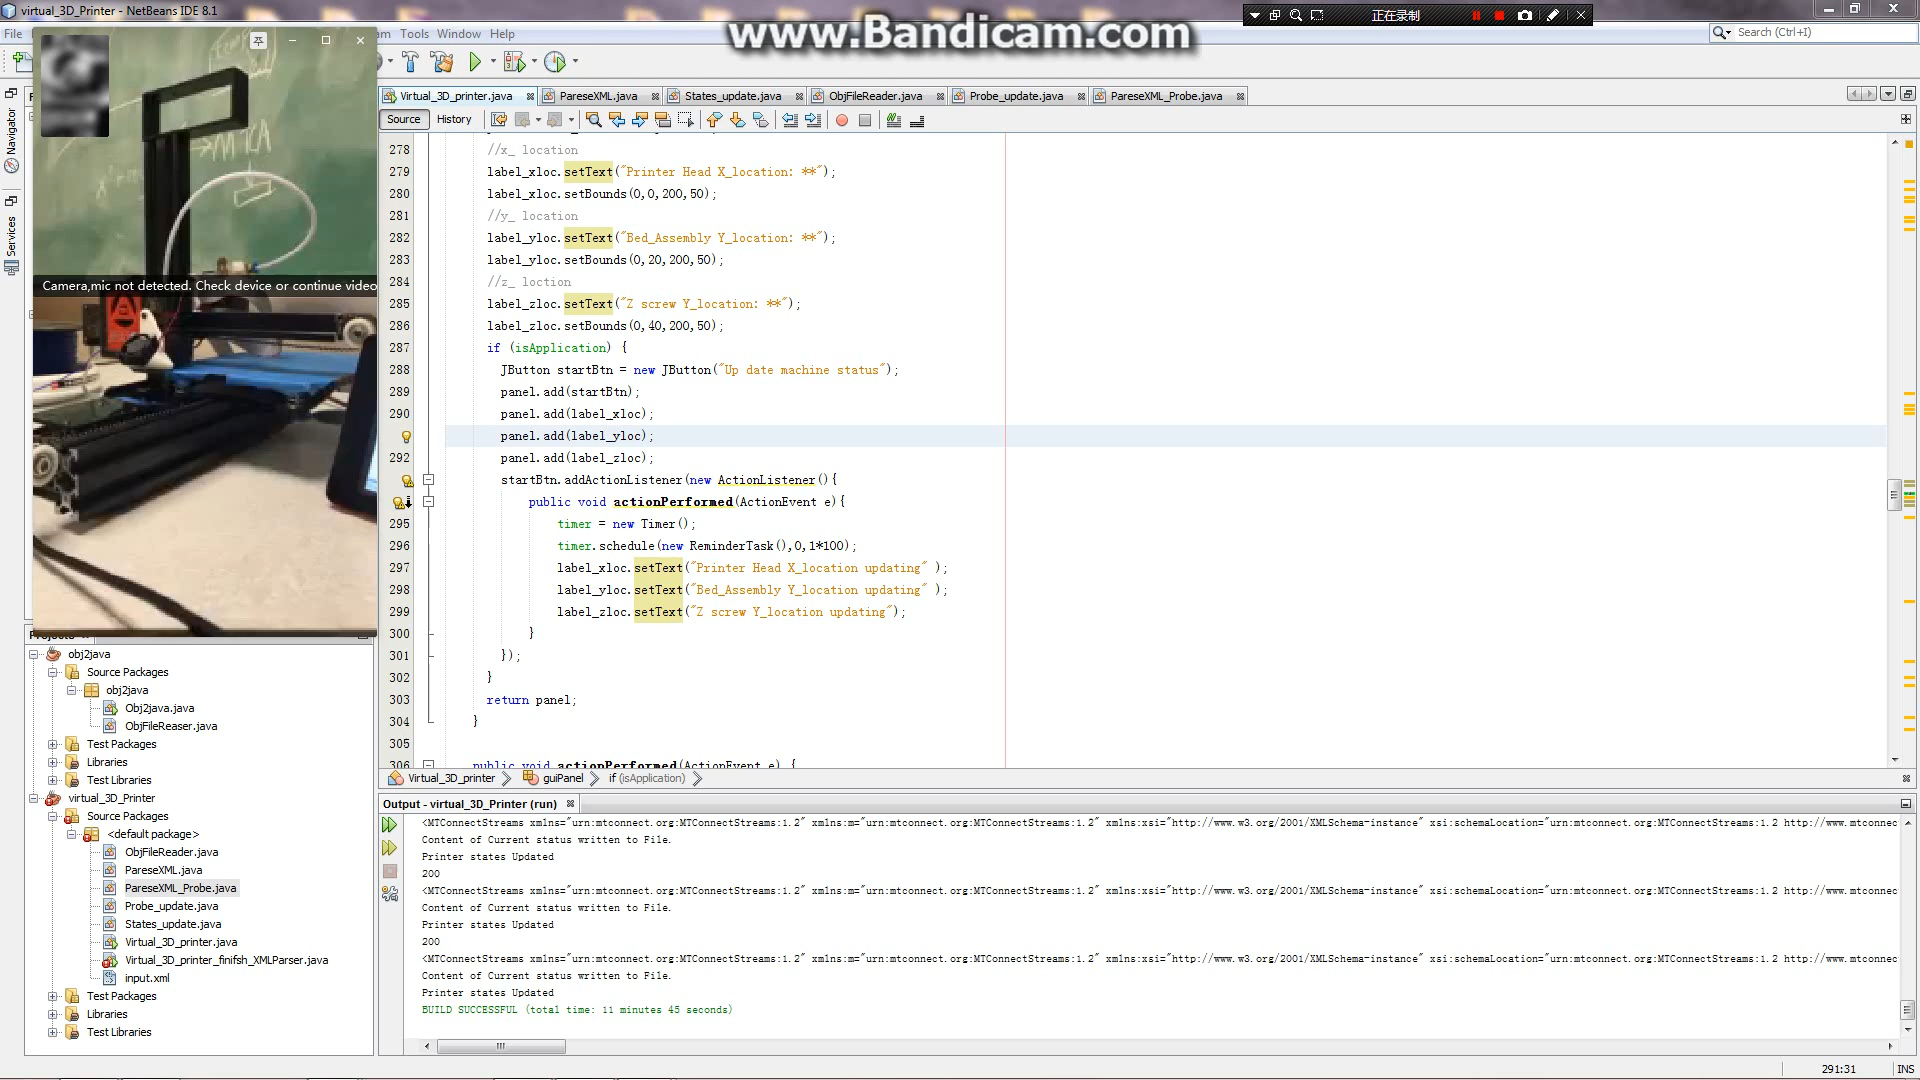 virtual_3D_Printer - NetBeans IDE 8.1
www.Bandicam.com
正在录制
File
Tools Window Help
Search (Ctrl+I)
Virtual_3D_printer.java
PareseXML.java
States_update.java
ObjFileReader.java
Probe_update.java
PareseXML_Probe.java
Source
History
Navigator
Services
Camera,mic not detected. Check device or continue video
278 //x_ location
279 label_xloc.setText("Printer Head X_location: **");
280 label_xloc.setBounds(0,0,200,50);
281 //y_ location
282 label_yloc.setText("Bed_Assembly Y_location: **");
283 label_yloc.setBounds(0,20,200,50);
284 //z_ loction
285 label_zloc.setText("Z screw Y_location: **");
286 label_zloc.setBounds(0,40,200,50);
287 if (isApplication) {
288 JButton startBtn = new JButton("Up date machine status");
289 panel.add(startBtn);
290 panel.add(label_xloc);
panel.add(label_yloc);
292 panel.add(label_zloc);
startBtn.addActionListener(new ActionListener(){
public void actionPerformed(ActionEvent e){
295 timer = new Timer();
296 timer.schedule(new ReminderTask(),0,1*100);
297 label_xloc.setText("Printer Head X_location updating" );
298 label_yloc.setText("Bed_Assembly Y_location updating" );
299 label_zloc.setText("Z screw Y_location updating");
300 }
301 });
302 }
303 return panel;
304 }
305
306 public void actionPerformed(ActionEvent e) {
Virtual_3D_printer
guiPanel
if (isApplication)
Projects
obj2java
Source Packages
obj2java
Obj2java.java
ObjFileReaser.java
Test Packages
Libraries
Test Libraries
virtual_3D_Printer
Source Packages
<default package>
ObjFileReader.java
PareseXML.java
PareseXML_Probe.java
Probe_update.java
States_update.java
Virtual_3D_printer.java
Virtual_3D_printer_finifsh_XMLParser.java
input.xml
Test Packages
Libraries
Test Libraries
Output - virtual_3D_Printer (run)
<MTConnectStreams xmlns="urn:mtconnect.org:MTConnectStreams:1.2" xmlns:m="urn:mtconnect.org:MTConnectStreams:1.2" xmlns:xsi="http://www.w3.org/2001/XMLSchema-instance" xsi:schemaLocation="urn:mtconnect.org:MTConnectStreams:1.2 http://www.mtconnec
Content of Current status written to File.
Printer states Updated
200
<MTConnectStreams xmlns="urn:mtconnect.org:MTConnectStreams:1.2" xmlns:m="urn:mtconnect.org:MTConnectStreams:1.2" xmlns:xsi="http://www.w3.org/2001/XMLSchema-instance" xsi:schemaLocation="urn:mtconnect.org:MTConnectStreams:1.2 http://www.mtconnec
Content of Current status written to File.
Printer states Updated
200
<MTConnectStreams xmlns="urn:mtconnect.org:MTConnectStreams:1.2" xmlns:m="urn:mtconnect.org:MTConnectStreams:1.2" xmlns:xsi="http://www.w3.org/2001/XMLSchema-instance" xsi:schemaLocation="urn:mtconnect.org:MTConnectStreams:1.2 http://www.mtconnec
Content of Current status written to File.
Printer states Updated
BUILD SUCCESSFUL (total time: 11 minutes 45 seconds)
291:31
INS